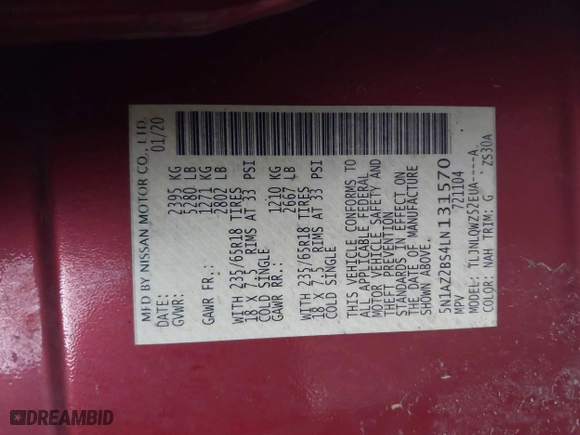 MFD BY NISSAN MOTOR CO., LTD.
DATE: 01/20
GVWR: 2395 KG
5280 LB
GAWR FR.: 1271 KG
2802 LB
WITH 235/65R18 TIRES
18 X 7.5 RIMS AT 33 PSI
COLD SINGLE
GAWR RR.: 1210 KG
2667 LB
WITH 235/65R18 TIRES
18 X 7.5 RIMS AT 33 PSI
COLD SINGLE
THIS VEHICLE CONFORMS TO
ALL APPLICABLE FEDERAL
MOTOR VEHICLE SAFETY AND
THEFT PREVENTION
STANDARDS IN EFFECT ON
THE DATE OF MANUFACTURE
SHOWN ABOVE.
5N1AZ2BS4LN131570
MPV 721104
MODEL: TLJNLQWZ52EUA----A
COLOR: NAH TRIM: G ZS30A
DREAMBID